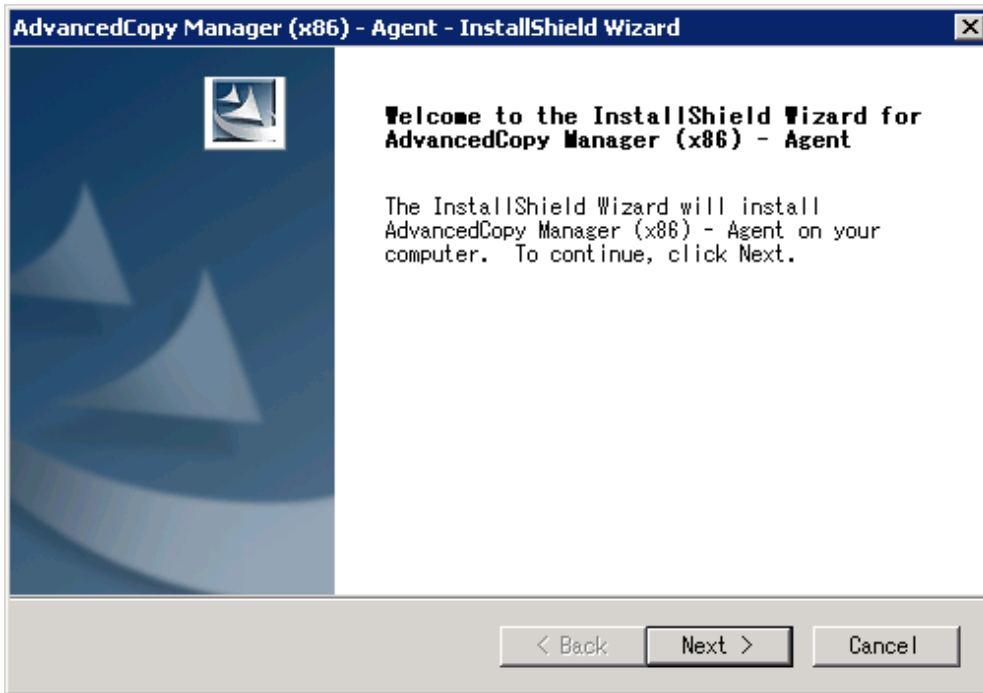 AdvancedCopy Manager (x86) - Agent - InstallShield Wizard
Welcome to the InstallShield Wizard for
AdvancedCopy Manager (x86) - Agent
The InstallShield Wizard will install
AdvancedCopy Manager (x86) - Agent on your
computer.  To continue, click Next.
< Back
Next >
Cancel